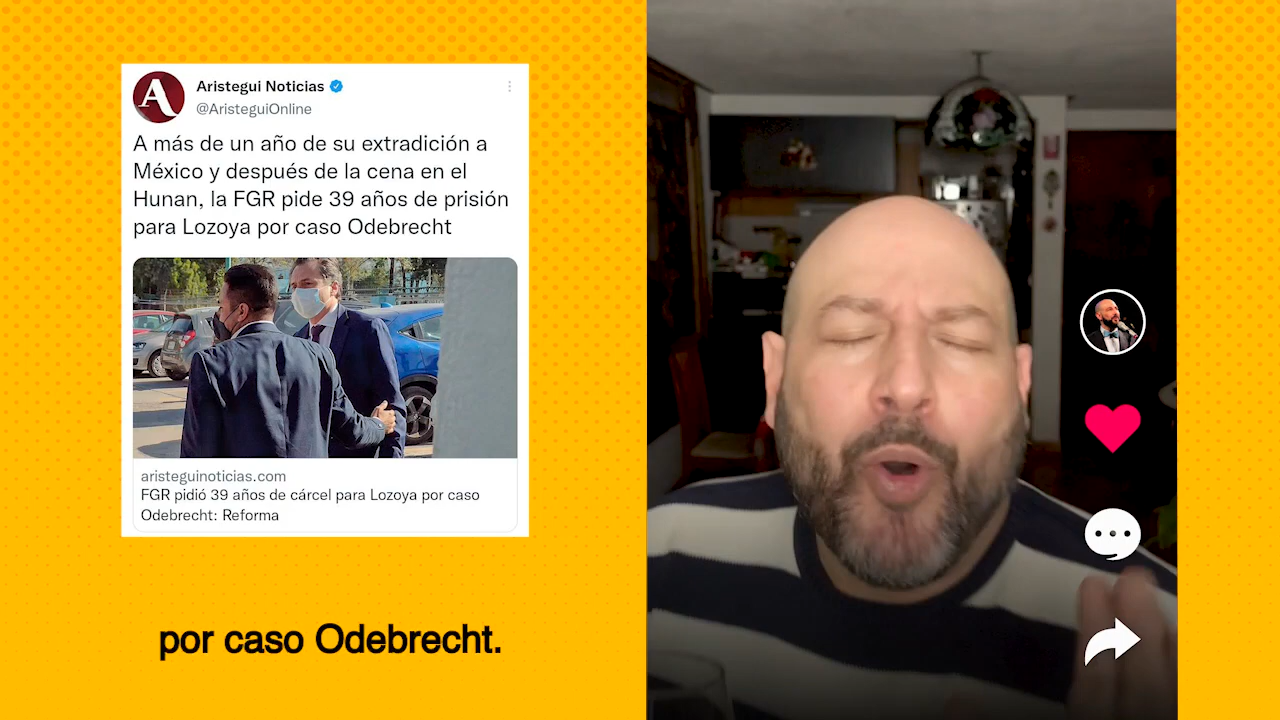 Aristegui Noticias
@AristeguiOnline
A más de un año de su extradición a
México y después de la cena en el
Hunan, la FGR pide 39 años de prisión
para Lozoya por caso Odebrecht
aristeguinoticias.com
FGR pidió 39 años de cárcel para Lozoya por caso
Odebrecht: Reforma
por caso Odebrecht.